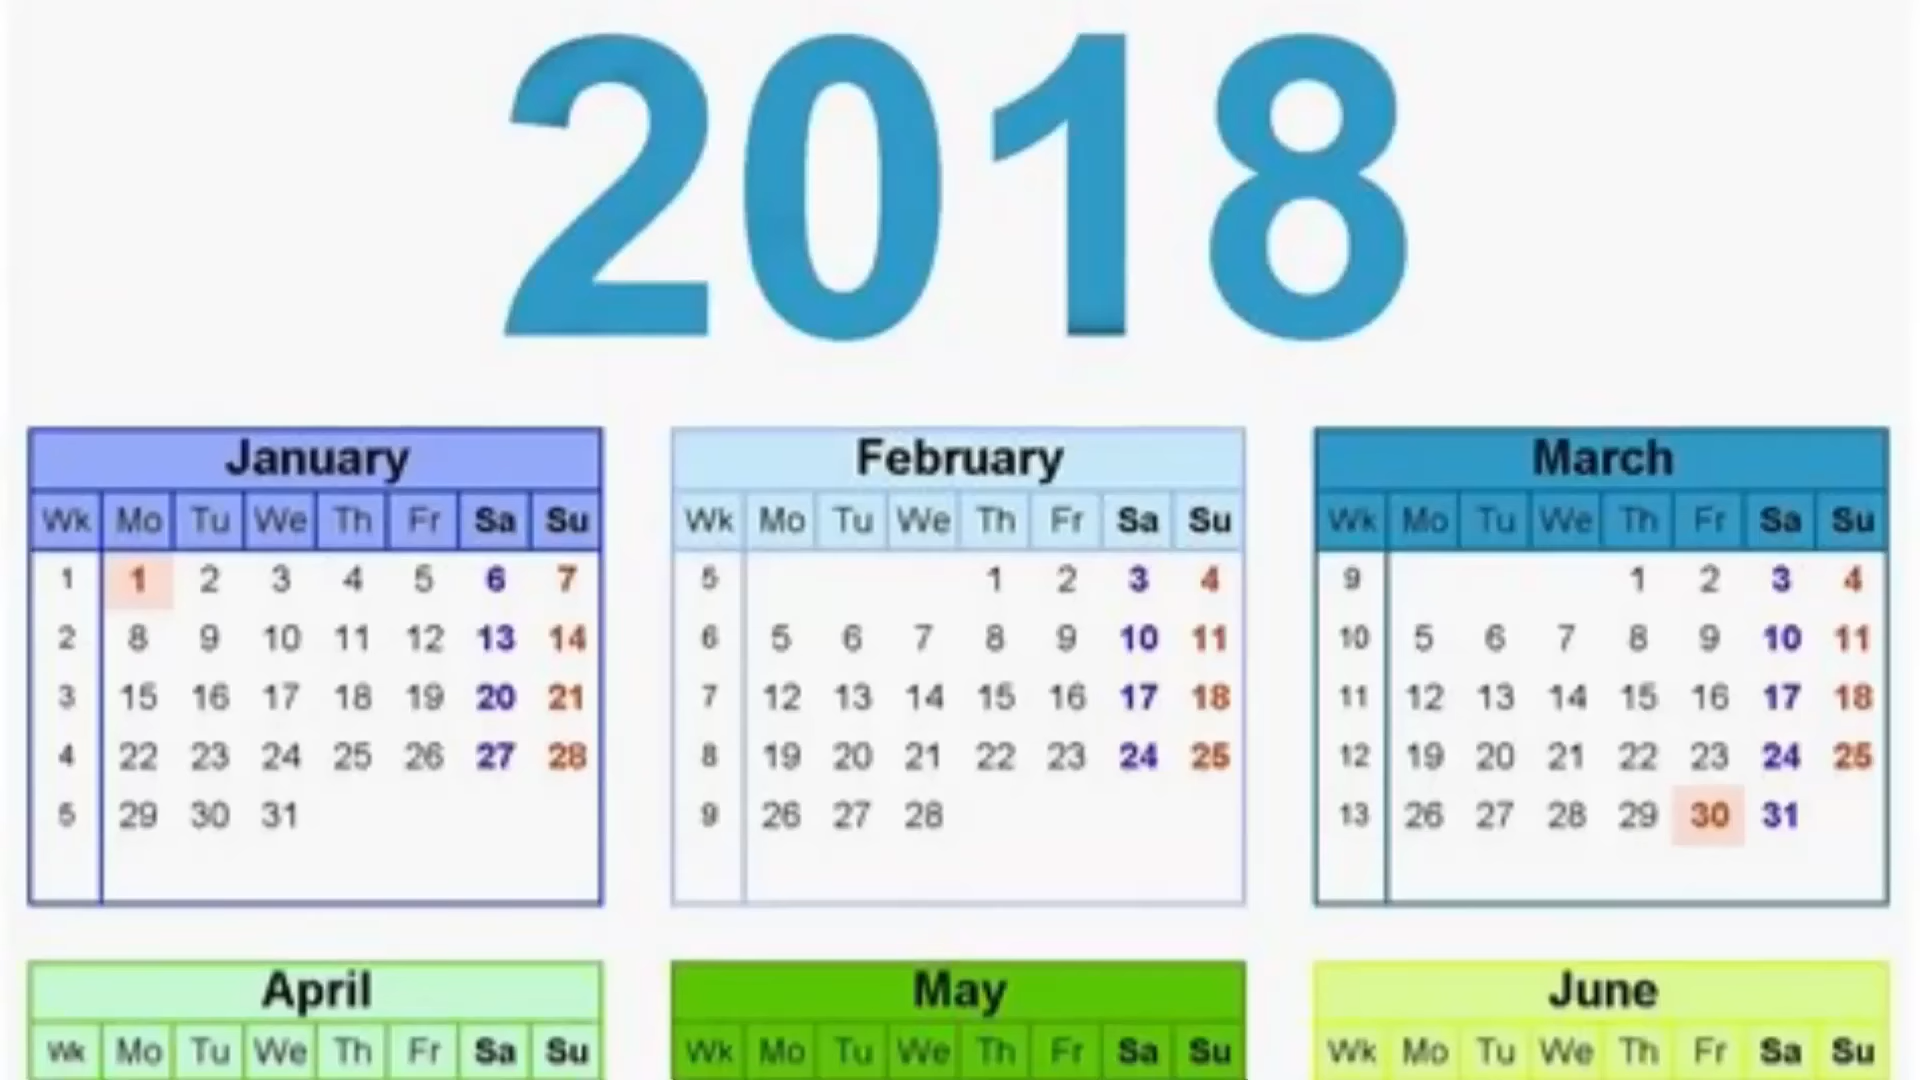 2018
January
Wk Mo Tu We Th Fr Sa Su
1 1 2 3 4 5 6 7
2 8 9 10 11 12 13 14
3 15 16 17 18 19 20 21
4 22 23 24 25 26 27 28
5 29 30 31
February
Wk Mo Tu We Th Fr Sa Su
5 1 2 3 4
6 5 6 7 8 9 10 11
7 12 13 14 15 16 17 18
8 19 20 21 22 23 24 25
9 26 27 28
March
Wk Mo Tu We Th Fr Sa Su
9 1 2 3 4
10 5 6 7 8 9 10 11
11 12 13 14 15 16 17 18
12 19 20 21 22 23 24 25
13 26 27 28 29 30 31
April
Wk Mo Tu We Th Fr Sa Su
May
Wk Mo Tu We Th Fr Sa Su
June
Wk Mo Tu We Th Fr Sa Su